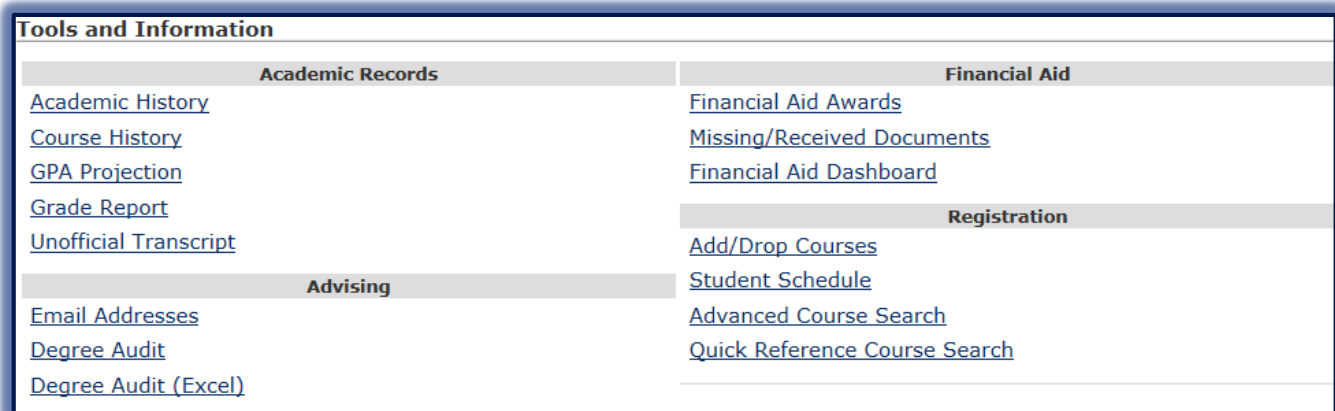 Tools and Information
Academic Records
Academic History
Course History
GPA Projection
Grade Report
Unofficial Transcript
Advising
Email Addresses
Degree Audit
Degree Audit (Excel)
Financial Aid
Financial Aid Awards
Missing/Received Documents
Financial Aid Dashboard
Registration
Add/Drop Courses
Student Schedule
Advanced Course Search
Quick Reference Course Search